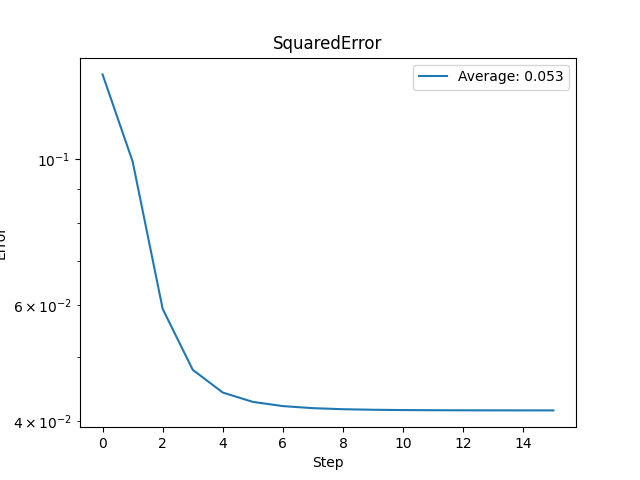 SquaredError
Average: 0.053
10⁻¹
6 × 10⁻²
4 × 10⁻²
Error
0 2 4 6 8 10 12 14
Step